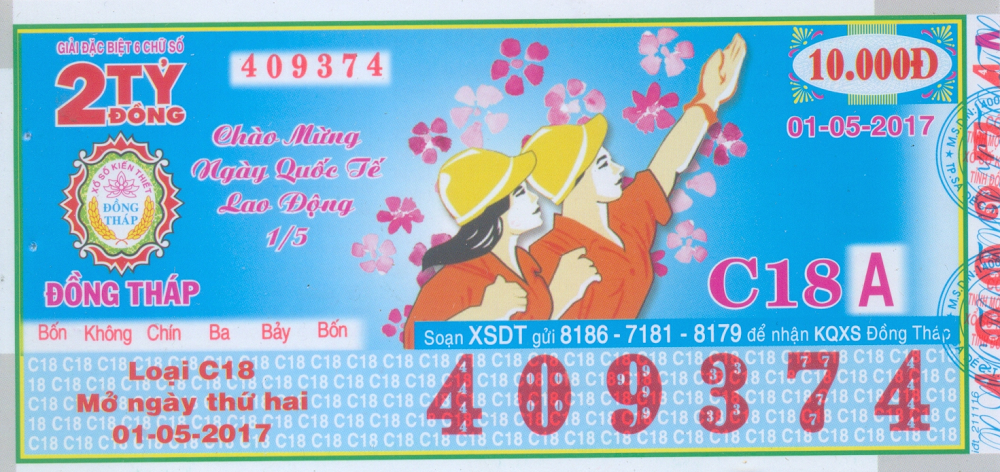 GIẢI ĐẶC BIỆT 6 CHỮ SỐ
2 TỶ
ĐỒNG
409374
10.000Đ
01-05-2017
Chào Mừng
Ngày Quốc Tế
Lao Động
1/5
XỔ SỐ KIẾN THIẾT
ĐỒNG
THÁP
ĐỒNG THÁP
C18 A
Bốn Không Chín Ba Bảy Bốn
Soạn XSDT gửi 8186 - 7181 - 8179 để nhận KQXS Đồng Tháp
Loại C18
Mở ngày thứ hai
01-05-2017
409374